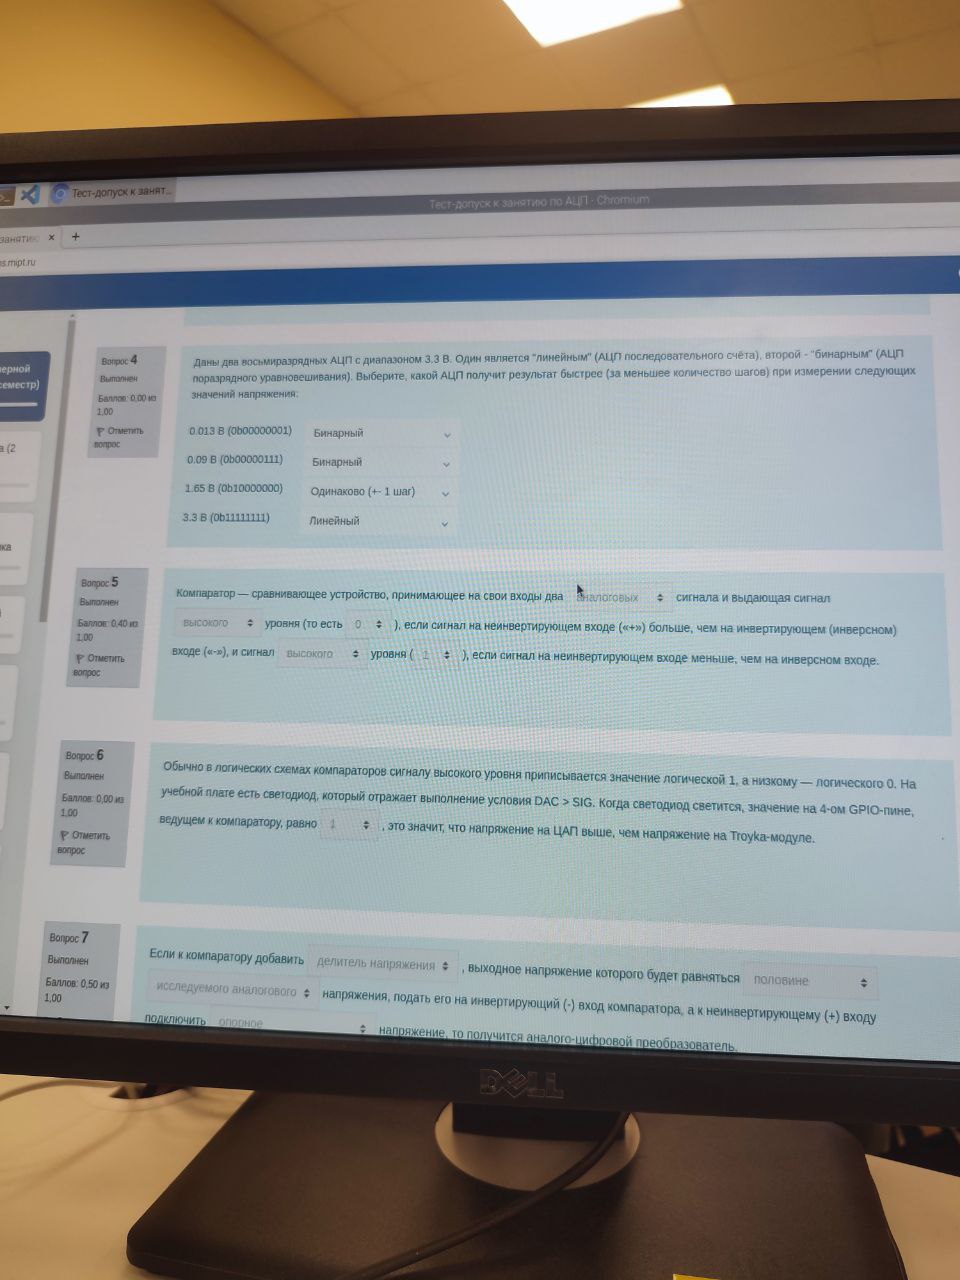 Тест-допуск к занят...
Тест-допуск к занятию по АЦП - Chromium
занятию × +
s.mipt.ru
ерной
семестр)
а (2
ка
Вопрос 4
Выполнен
Баллов: 0,00 из
1,00
Отметить
вопрос
Даны два восьмиразрядных АЦП с диапазоном 3.3 В. Один является "линейным" (АЦП последовательного счёта), второй - "бинарным" (АЦП
поразрядного уравновешивания). Выберите, какой АЦП получит результат быстрее (за меньшее количество шагов) при измерении следующих
значений напряжения:
0.013 В (0b00000001) Бинарный
0.09 В (0b00000111) Бинарный
1.65 В (0b10000000) Одинаково (+- 1 шаг)
3.3 В (0b11111111) Линейный
Вопрос 5
Выполнен
Баллов: 0,40 из
1,00
Отметить
вопрос
Компаратор — сравнивающее устройство, принимающее на свои входы два аналоговых сигнала и выдающая сигнал
высокого уровня (то есть 0 ), если сигнал на неинвертирующем входе («+») больше, чем на инвертирующем (инверсном)
входе («-»), и сигнал высокого уровня ( 1 ), если сигнал на неинвертирующем входе меньше, чем на инверсном входе.
Вопрос 6
Выполнен
Баллов: 0,00 из
1,00
Отметить
вопрос
Обычно в логических схемах компараторов сигналу высокого уровня приписывается значение логической 1, а низкому — логического 0. На
учебной плате есть светодиод, который отражает выполнение условия DAC > SIG. Когда светодиод светится, значение на 4-ом GPIO-пине,
ведущем к компаратору, равно 1 , это значит, что напряжение на ЦАП выше, чем напряжение на Troyka-модуле.
Вопрос 7
Выполнен
Баллов: 0,50 из
1,00
Если к компаратору добавить делитель напряжения , выходное напряжение которого будет равняться половине
исследуемого аналогового напряжения, подать его на инвертирующий (-) вход компаратора, а к неинвертирующему (+) входу
подключить опорное напряжение, то получится аналого-цифровой преобразователь.
DELL